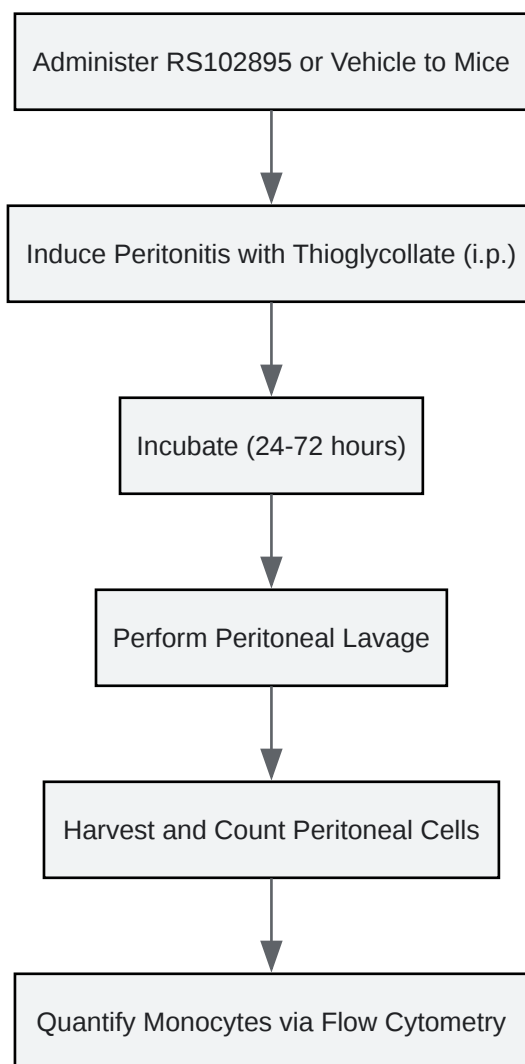 Administer RS102895 or Vehicle to Mice
Induce Peritonitis with Thioglycollate (i.p.)
Incubate (24-72 hours)
Perform Peritoneal Lavage
Harvest and Count Peritoneal Cells
Quantify Monocytes via Flow Cytometry